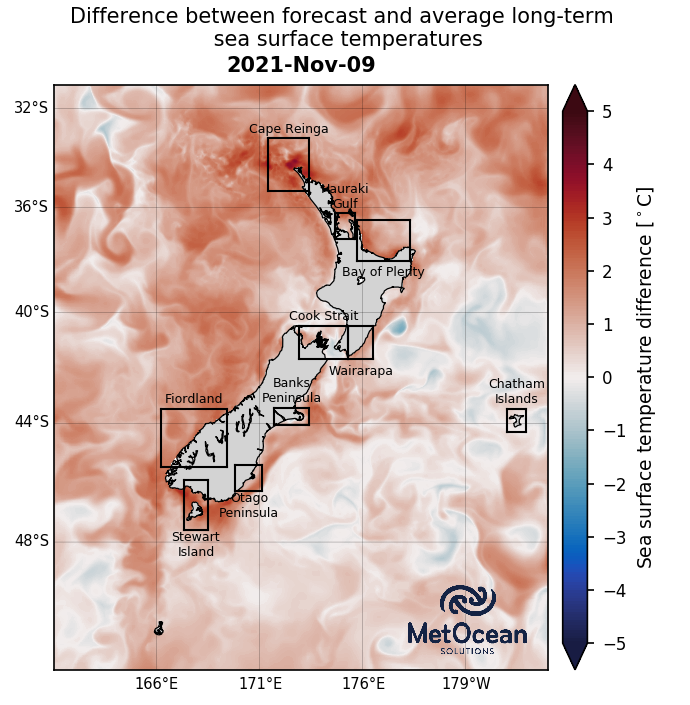 Difference between forecast and average long-term
sea surface temperatures
2021-Nov-09
32°S
36°S
40°S
44°S
48°S
Cape Reinga
Hauraki
Gulf
Bay of Plenty
Cook Strait
Wairarapa
Banks
Peninsula
Fiordland
Chatham
Islands
Otago
Peninsula
Stewart
Island
MetOcean
SOLUTIONS
166°E
171°E
176°E
179°W
5
4
3
2
1
0
−1
−2
−3
−4
−5
Sea surface temperature difference [°C]